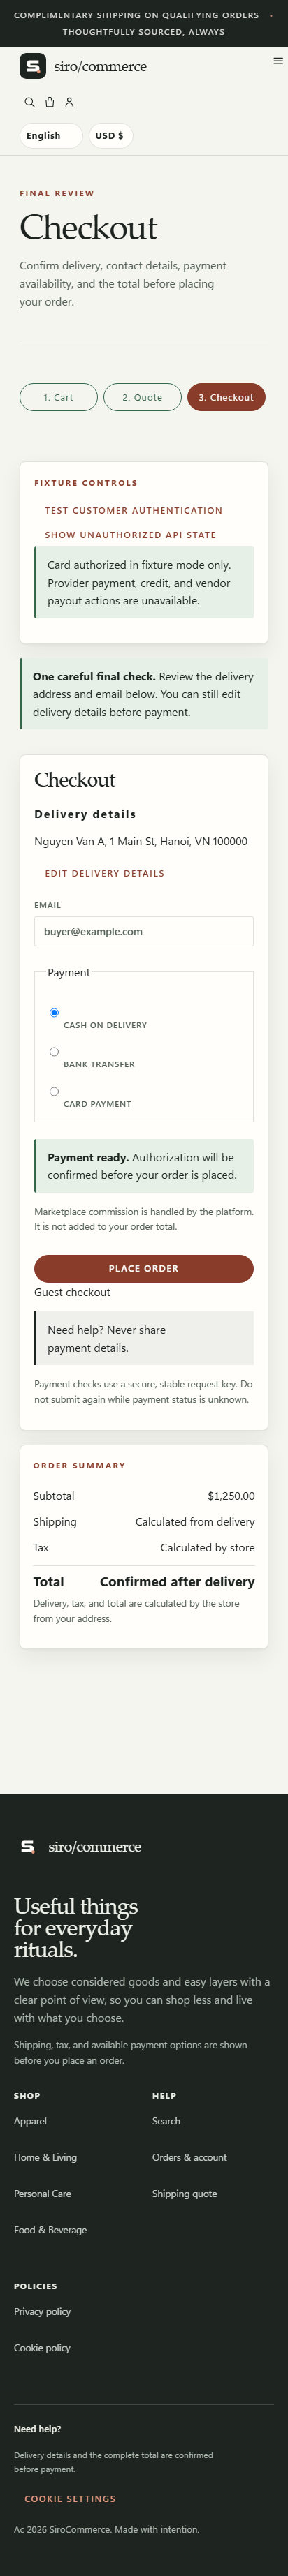 COMPLIMENTARY SHIPPING ON QUALIFYING ORDERS •
THOUGHTFULLY SOURCED, ALWAYS
S siro/commerce
English
USD $
FINAL REVIEW
Checkout
Confirm delivery, contact details, payment
availability, and the total before placing
your order.
1. Cart
2. Quote
3. Checkout
FIXTURE CONTROLS
TEST CUSTOMER AUTHENTICATION
SHOW UNAUTHORIZED API STATE
Card authorized in fixture mode only.
Provider payment, credit, and vendor
payout actions are unavailable.
One careful final check. Review the delivery
address and email below. You can still edit
delivery details before payment.
Checkout
Delivery details
Nguyen Van A, 1 Main St, Hanoi, VN 100000
EDIT DELIVERY DETAILS
EMAIL
buyer@example.com
Payment
CASH ON DELIVERY
BANK TRANSFER
CARD PAYMENT
Payment ready. Authorization will be
confirmed before your order is placed.
Marketplace commission is handled by the platform.
It is not added to your order total.
PLACE ORDER
Guest checkout
Need help? Never share
payment details.
Payment checks use a secure, stable request key. Do
not submit again while payment status is unknown.
ORDER SUMMARY
Subtotal $1,250.00
Shipping Calculated from delivery
Tax Calculated by store
Total Confirmed after delivery
Delivery, tax, and total are calculated by the store
from your address.
S siro/commerce
Useful things
for everyday
rituals.
We choose considered goods and easy layers with a
clear point of view, so you can shop less and live
with what you choose.
Shipping, tax, and available payment options are shown
before you place an order.
SHOP
Apparel
Home & Living
Personal Care
Food & Beverage
HELP
Search
Orders & account
Shipping quote
POLICIES
Privacy policy
Cookie policy
Need help?
Delivery details and the complete total are confirmed
before payment.
COOKIE SETTINGS
Ac 2026 SiroCommerce. Made with intention.